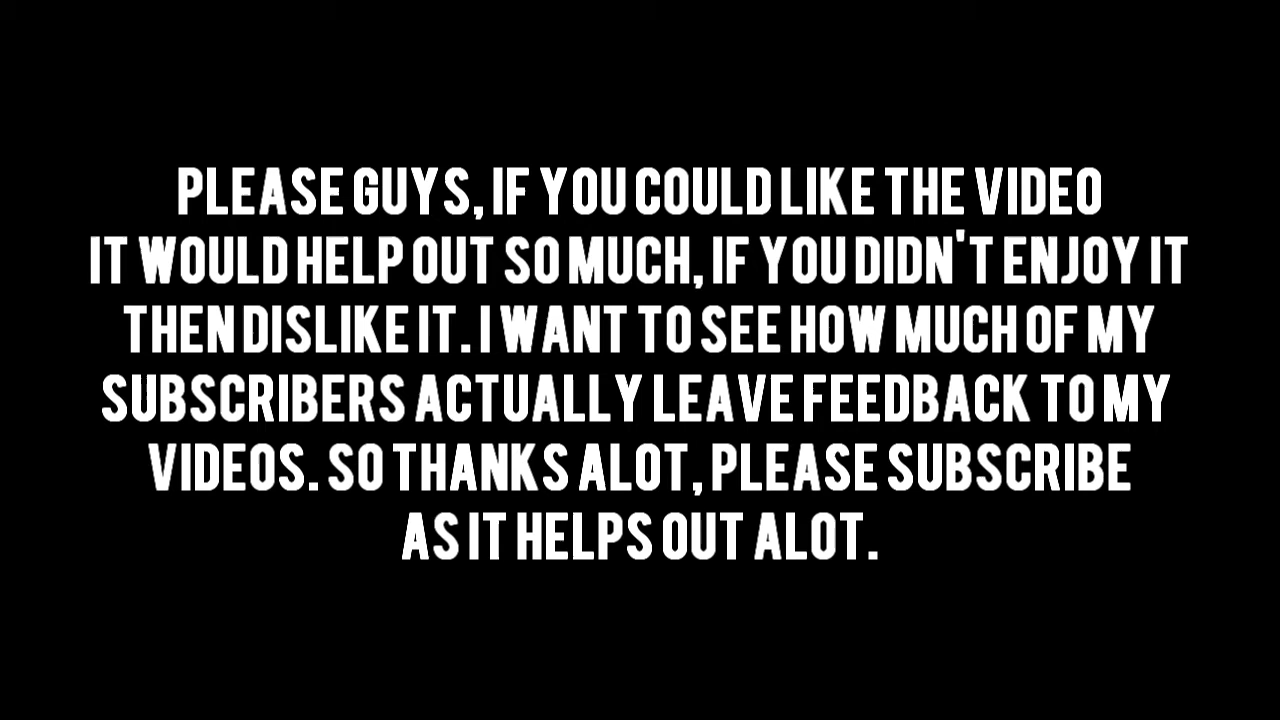 PLEASE GUYS, IF YOU COULD LIKE THE VIDEO
IT WOULD HELP OUT SO MUCH, IF YOU DIDN'T ENJOY IT
THEN DISLIKE IT. I WANT TO SEE HOW MUCH OF MY
SUBSCRIBERS ACTUALLY LEAVE FEEDBACK TO MY
VIDEOS. SO THANKS ALOT, PLEASE SUBSCRIBE
AS IT HELPS OUT ALOT.